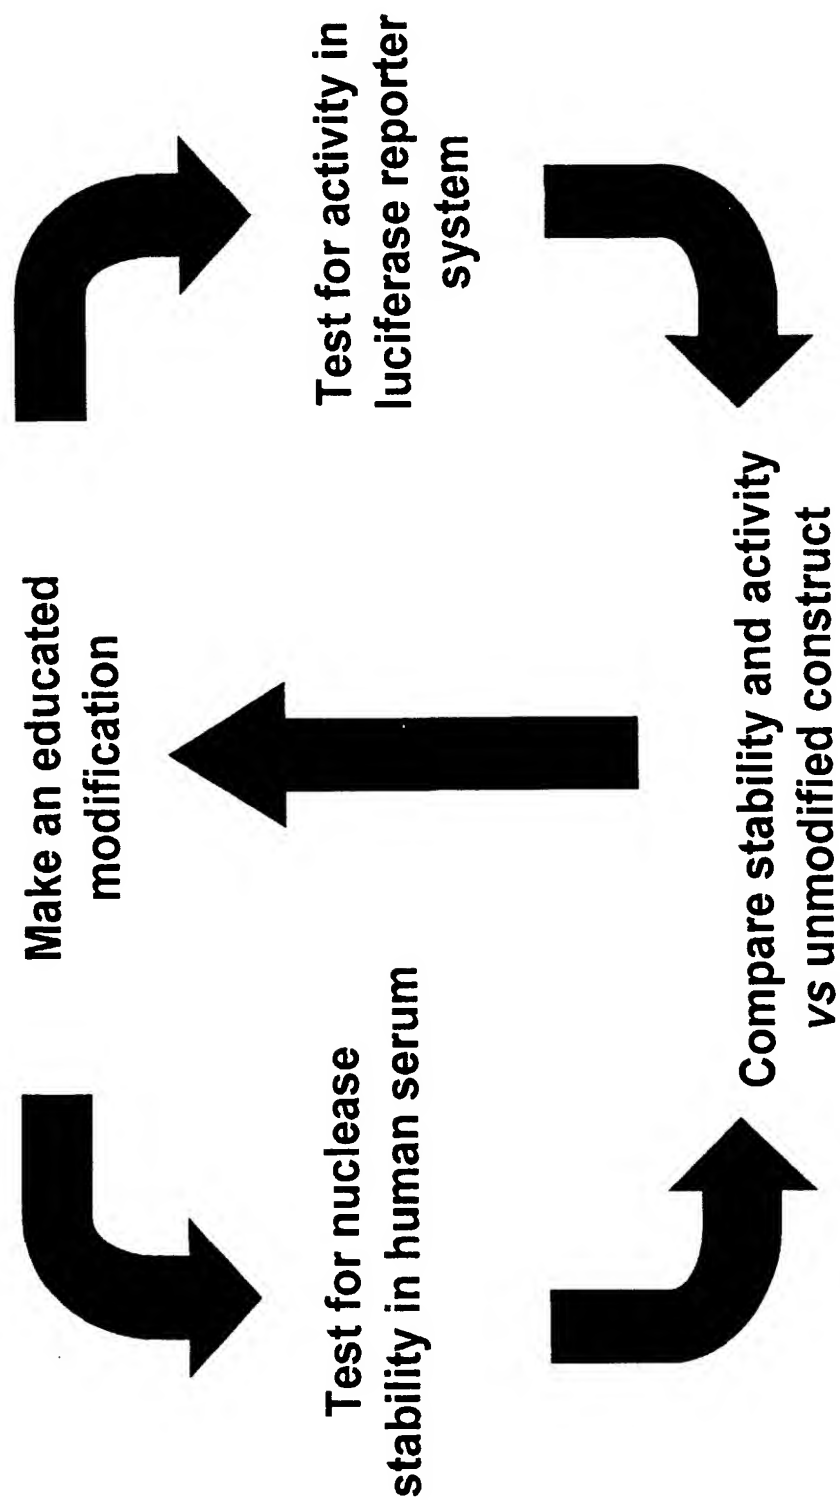 Make an educated
modification
Test for nuclease
stability in human serum
Test for activity in
luciferase reporter
system
Compare stability and activity
vs unmodified construct